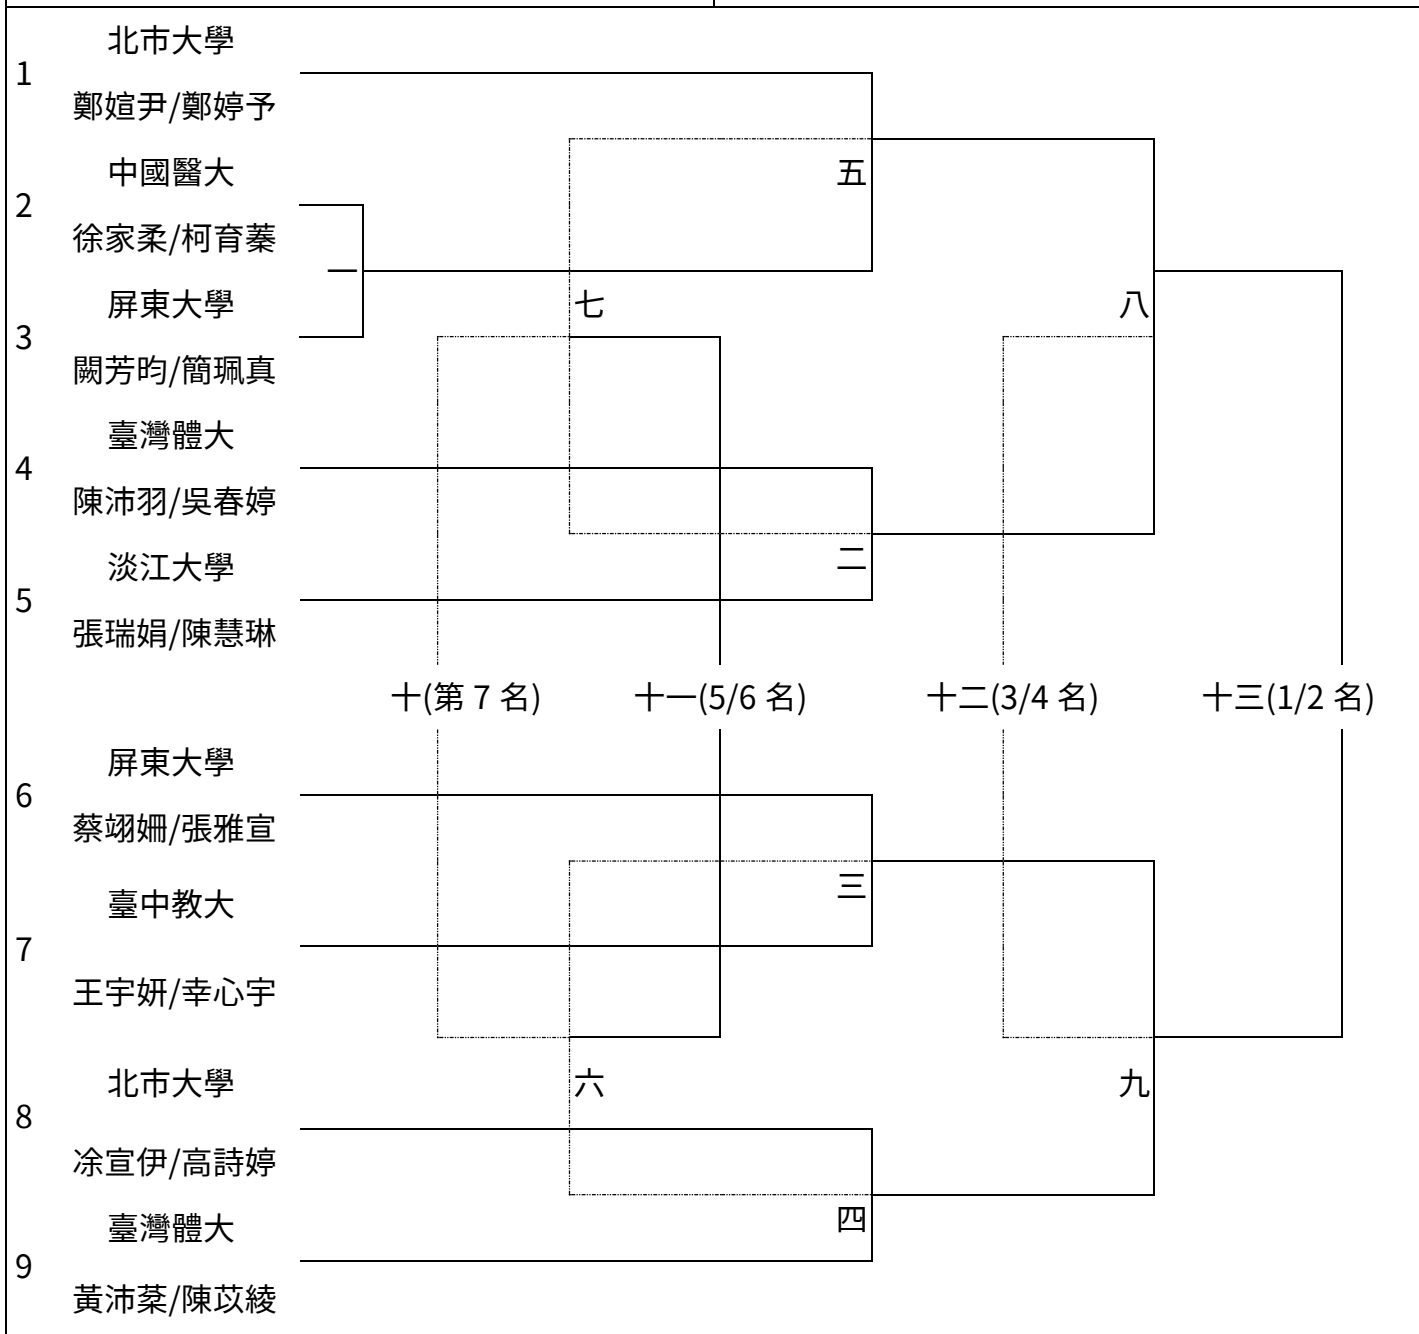 北市大學
1
鄭媗尹/鄭婷予
中國醫大
五
2
徐家柔/柯育蓁
一
屏東大學
七
八
3
闕芳昀/簡珮真
臺灣體大
4
陳沛羽/吳春婷
二
淡江大學
5
張瑞娟/陳慧琳
十(第 7 名)
十一(5/6 名)
十二(3/4 名)
十三(1/2 名)
屏東大學
6
蔡翊姍/張雅宣
三
臺中教大
7
王宇妍/幸心宇
北市大學
六
九
8
凃宣伊/高詩婷
臺灣體大
四
9
黃沛棻/陳苡綾